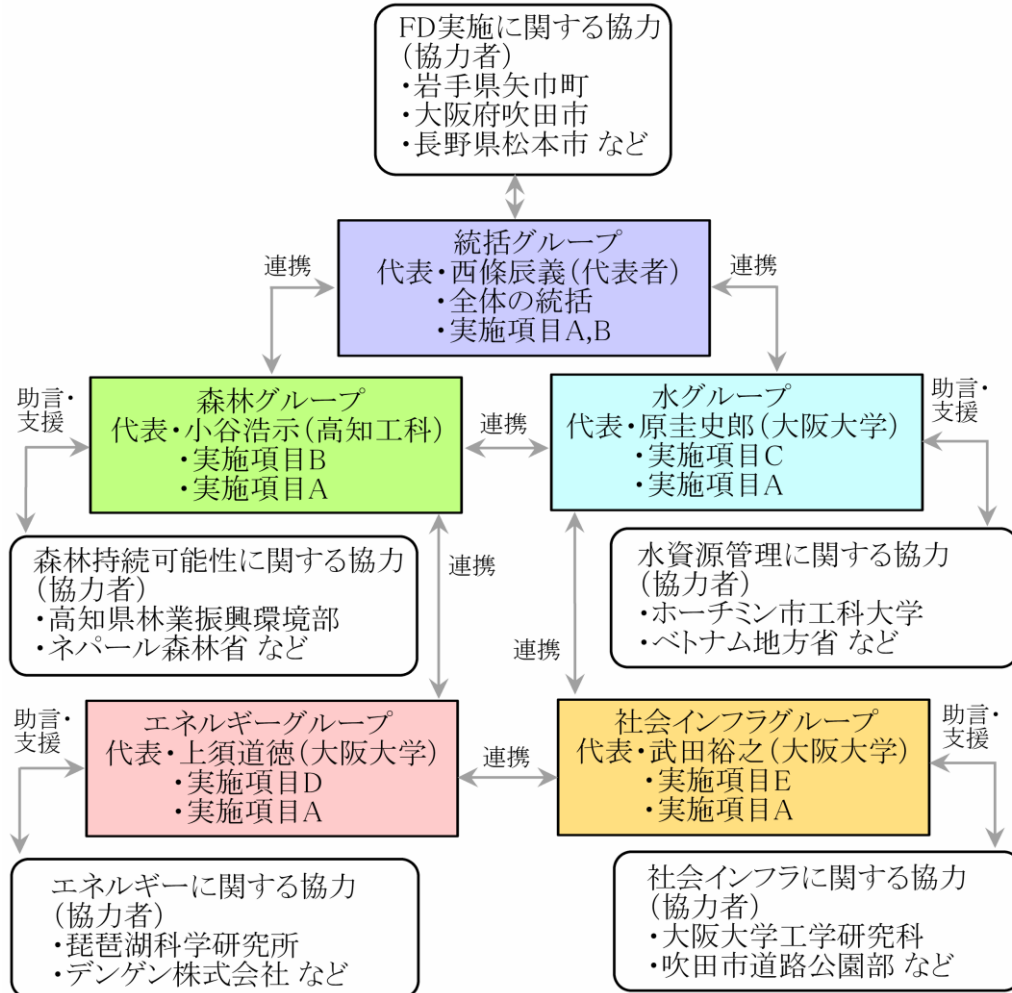 FD実施に関する協力
(協力者)
・岩手県矢巾町
・大阪府吹田市
・長野県松本市 など
統括グループ
代表・西條辰義(代表者)
・全体の統括
・実施項目A,B
連携
連携
森林グループ
代表・小谷浩示(高知工科)
・実施項目B
・実施項目A
助言・
支援
連携
水グループ
代表・原圭史郎(大阪大学)
・実施項目C
・実施項目A
助言・
支援
森林持続可能性に関する協力
(協力者)
・高知県林業振興環境部
・ネパール森林省 など
連携
連携
水資源管理に関する協力
(協力者)
・ホーチミン市工科大学
・ベトナム地方省 など
助言・
支援
エネルギーグループ
代表・上須道徳(大阪大学)
・実施項目D
・実施項目A
連携
社会インフラグループ
代表・武田裕之(大阪大学)
・実施項目E
・実施項目A
助言・
支援
エネルギーに関する協力
(協力者)
・琵琶湖科学研究所
・デンゲン株式会社 など
社会インフラに関する協力
(協力者)
・大阪大学工学研究科
・吹田市道路公園部 など